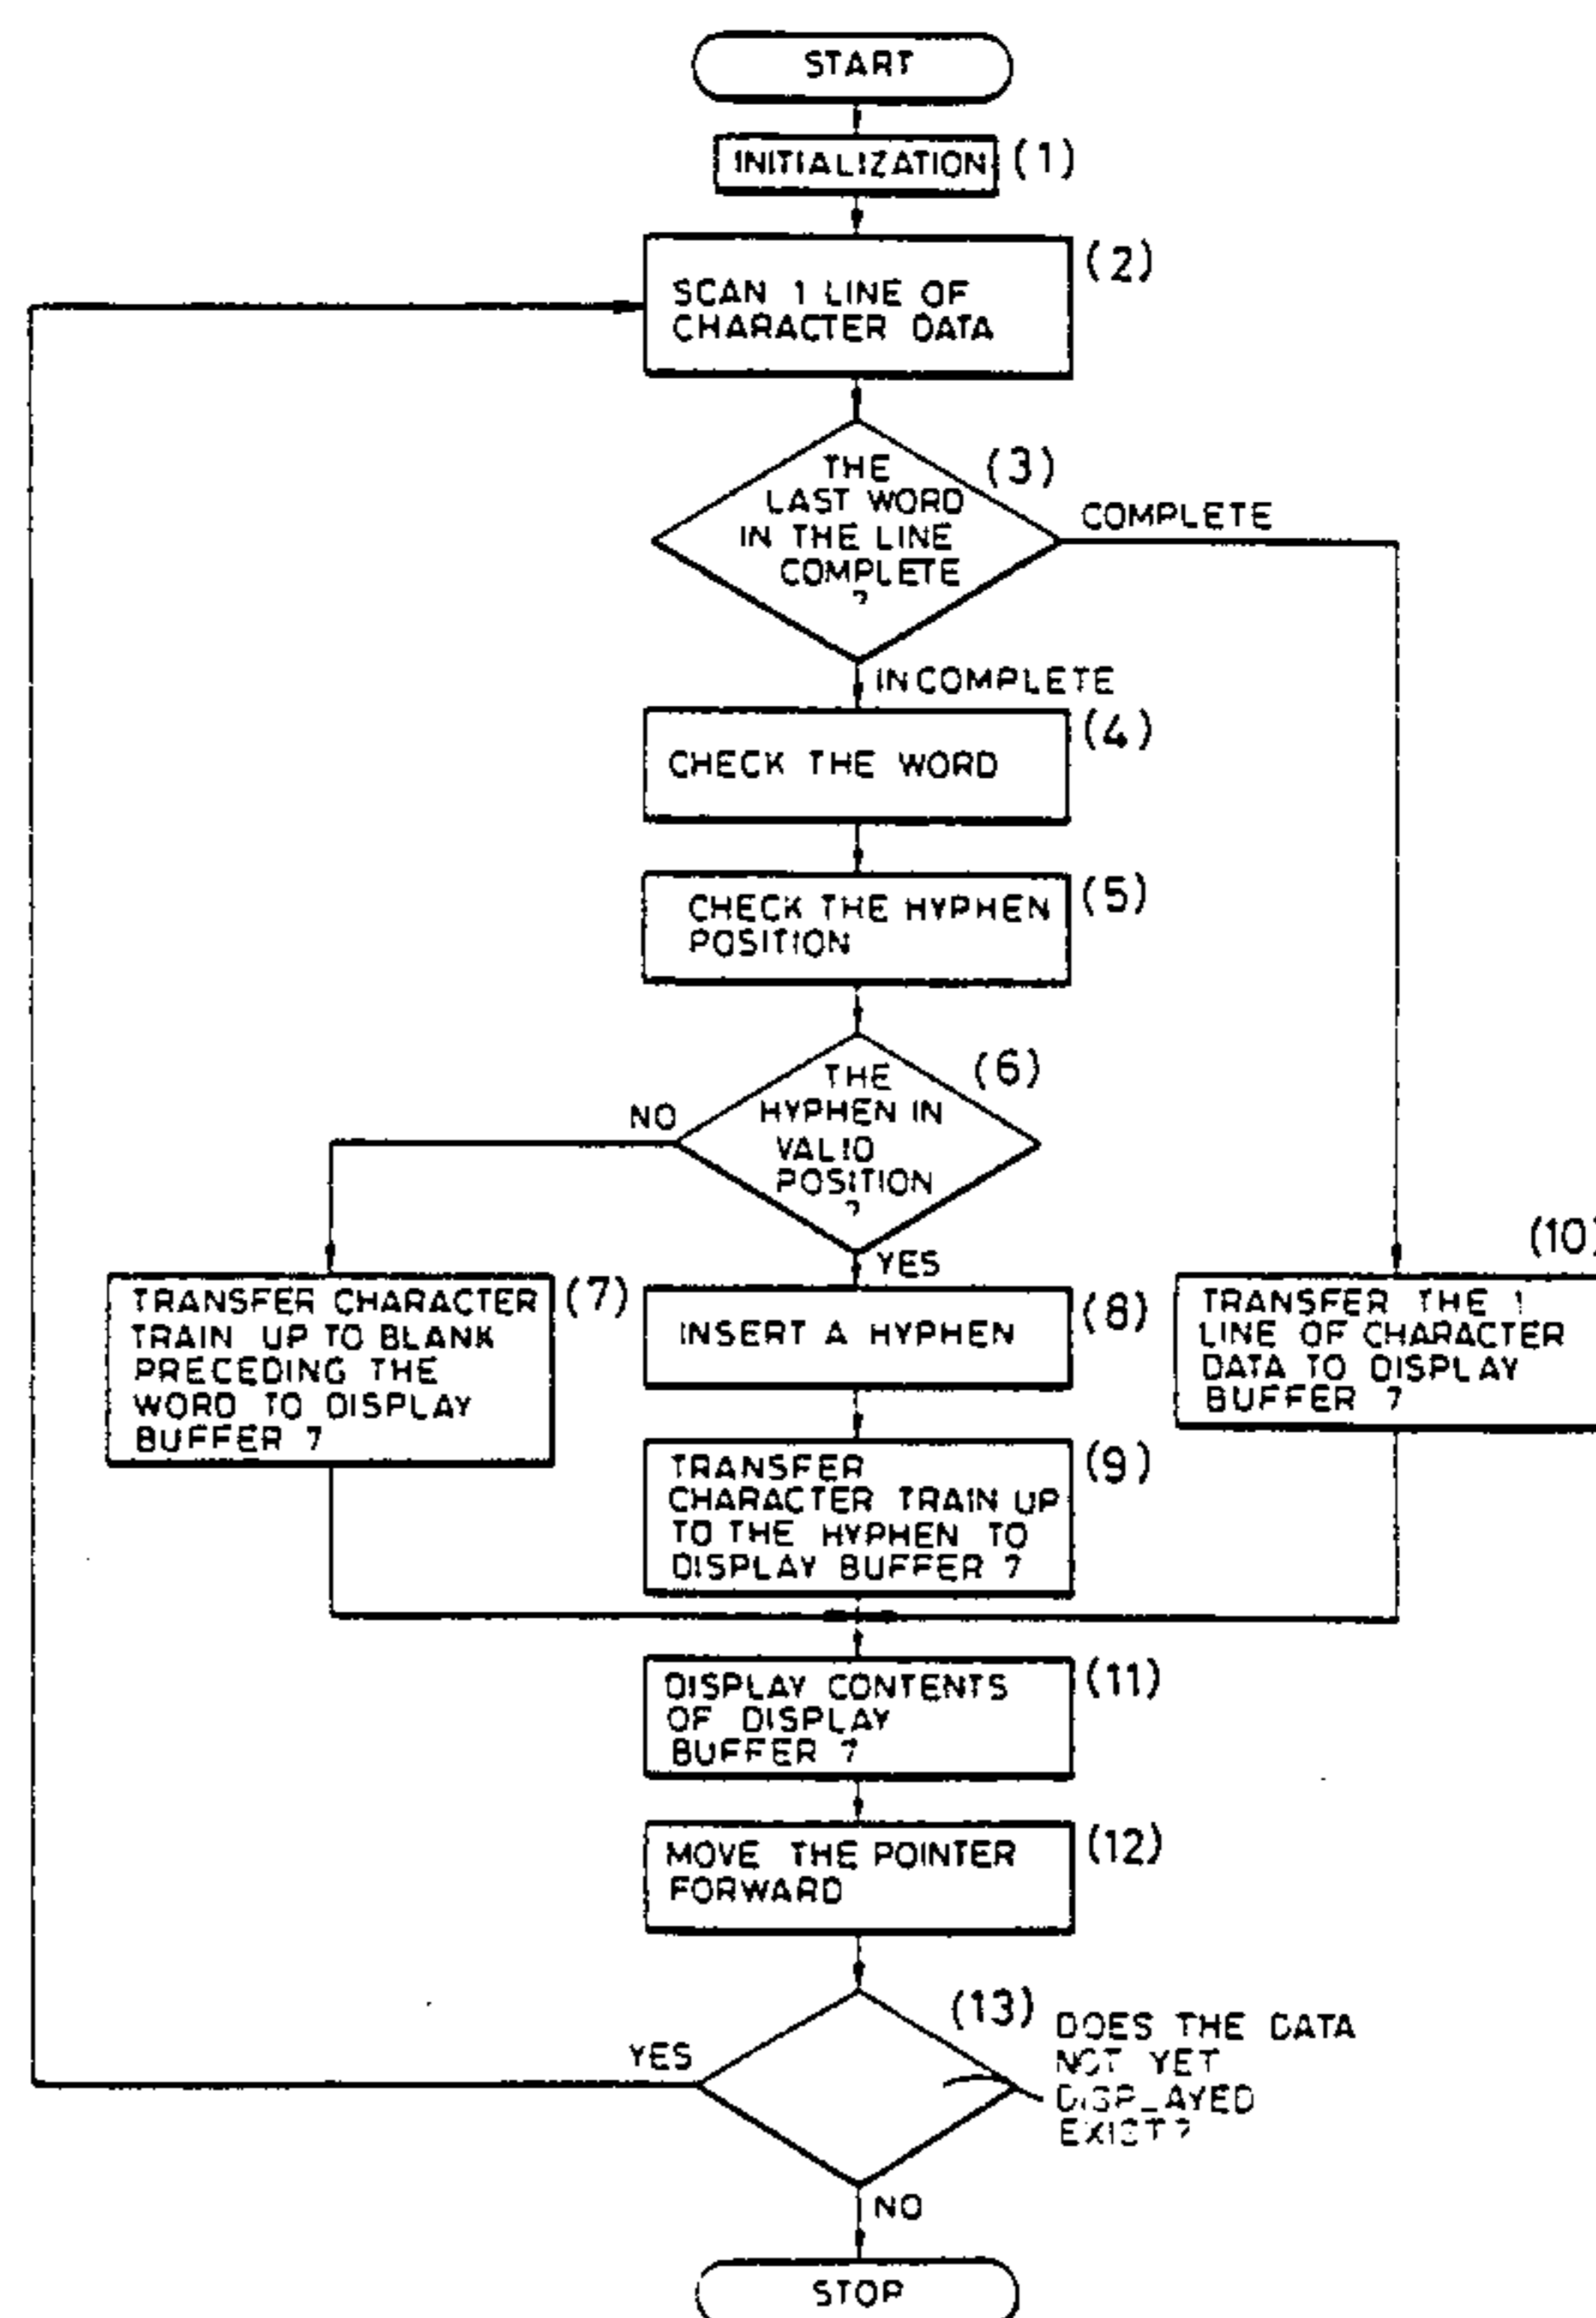 START
INITIALIZATION (1)
(2)
SCAN 1 LINE OF
CHARACTER DATA
(3)
THE
LAST WORD
IN THE LINE
COMPLETE
?
COMPLETE
INCOMPLETE
(4)
CHECK THE WORD
(5)
CHECK THE HYPHEN
POSITION
(6)
THE
HYPHEN IN
VALID
POSITION
?
NO
YES
(7)
TRANSFER CHARACTER
TRAIN UP TO BLANK
PRECEDING THE
WORD TO DISPLAY
BUFFER 7
(8)
INSERT A HYPHEN
(10)
TRANSFER THE 1
LINE OF CHARACTER
DATA TO DISPLAY
BUFFER 7
(9)
TRANSFER
CHARACTER TRAIN UP
TO THE HYPHEN TO
DISPLAY BUFFER 7
(11)
DISPLAY CONTENTS
OF DISPLAY
BUFFER 7
(12)
MOVE THE POINTER
FORWARD
(13)
DOES THE DATA
NOT YET
DISPLAYED
EXIST?
YES
NO
STOP